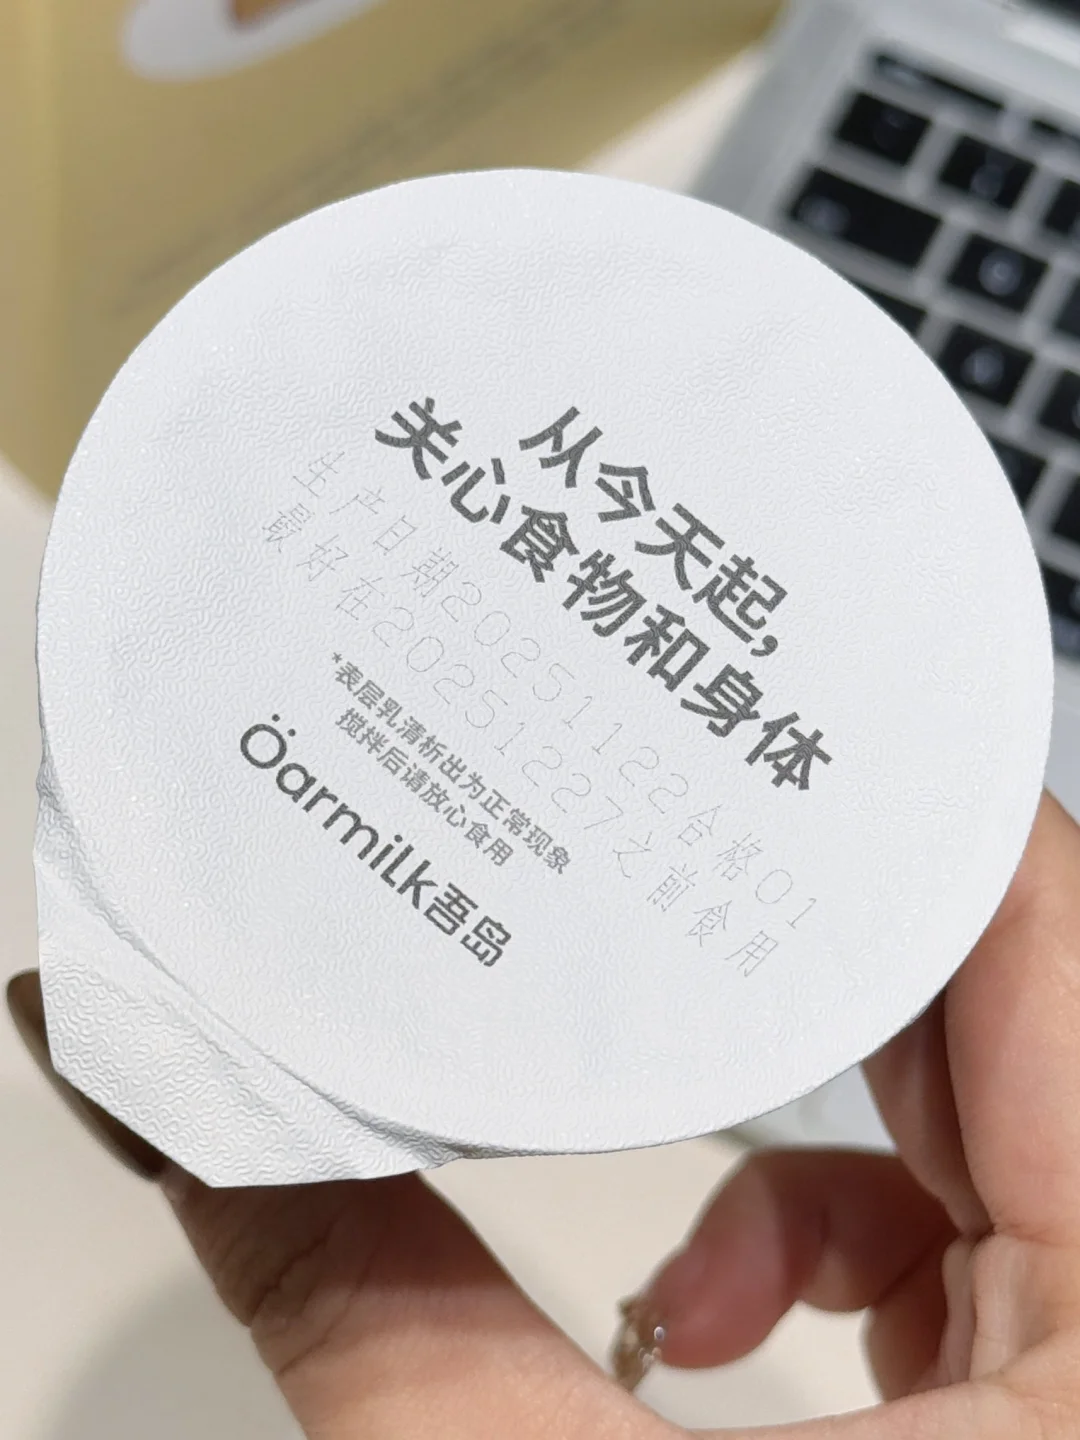 从今天起，
关心食物和身体
生产日期20251122合格01
最好在20251227之前食用
*表层乳清析出为正常现象
搅拌后请放心食用
Oarmilk吾岛